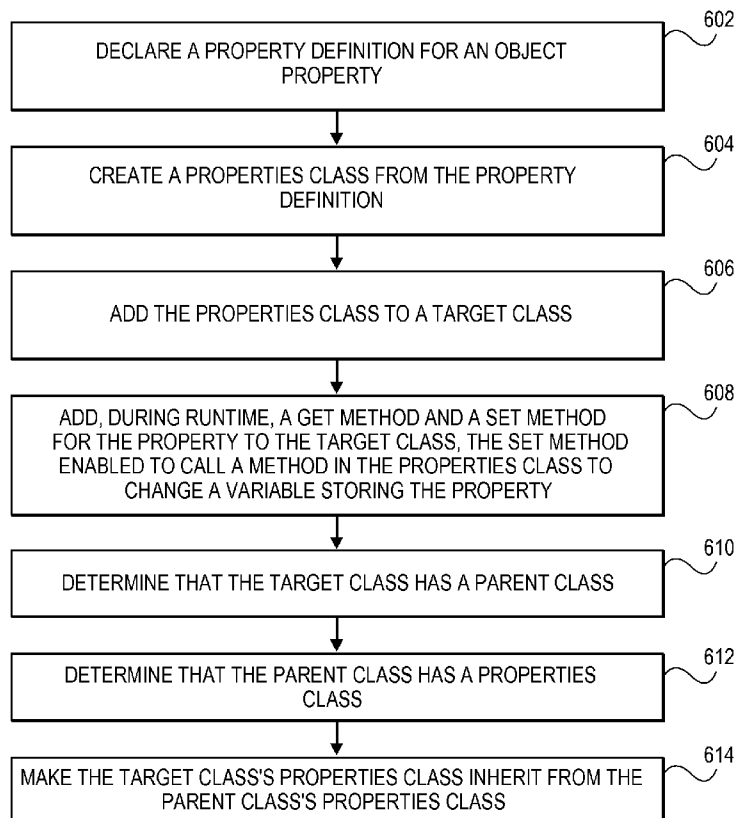 602
DECLARE A PROPERTY DEFINITION FOR AN OBJECT
PROPERTY
604
CREATE A PROPERTIES CLASS FROM THE PROPERTY
DEFINITION
606
ADD THE PROPERTIES CLASS TO A TARGET CLASS
608
ADD, DURING RUNTIME, A GET METHOD AND A SET METHOD
FOR THE PROPERTY TO THE TARGET CLASS, THE SET METHOD
ENABLED TO CALL A METHOD IN THE PROPERTIES CLASS TO
CHANGE A VARIABLE STORING THE PROPERTY
610
DETERMINE THAT THE TARGET CLASS HAS A PARENT CLASS
612
DETERMINE THAT THE PARENT CLASS HAS A PROPERTIES
CLASS
614
MAKE THE TARGET CLASS'S PROPERTIES CLASS INHERIT FROM THE
PARENT CLASS'S PROPERTIES CLASS